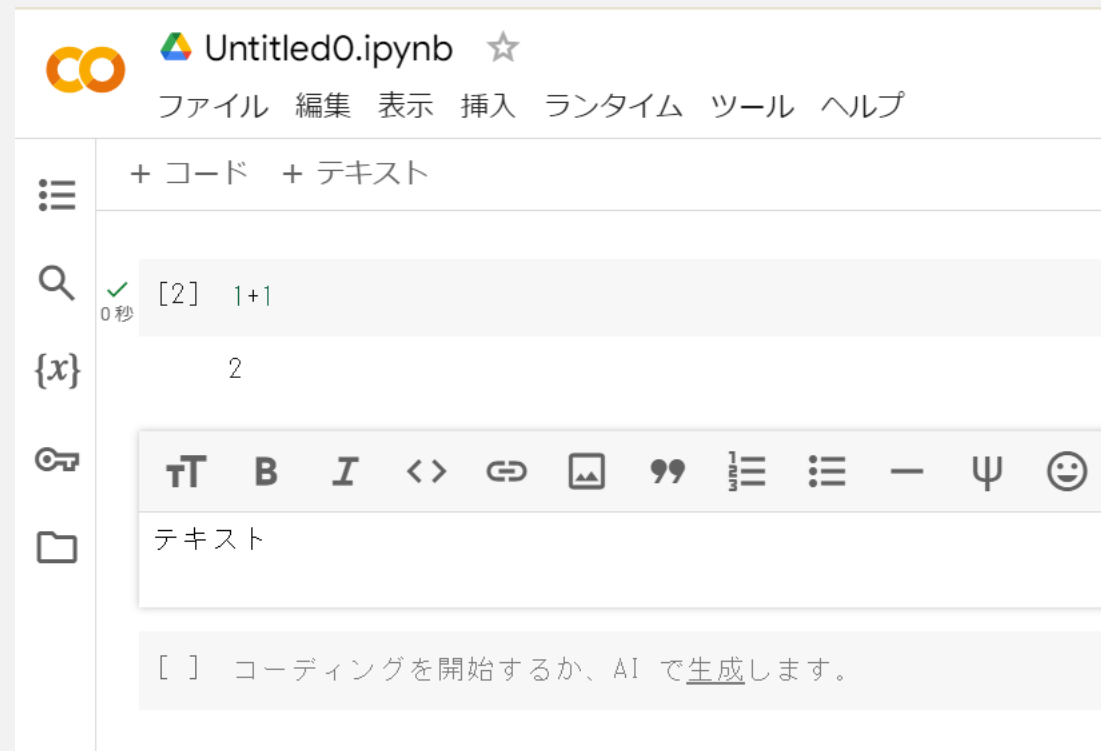 Untitled0.ipynb
ファイル 編集 表示 挿入 ランタイム ツール ヘルプ
+ コード + テキスト
[2] 1+1
0 秒
2
{x}
テキスト
[ ] コーディングを開始するか、AI で生成します。